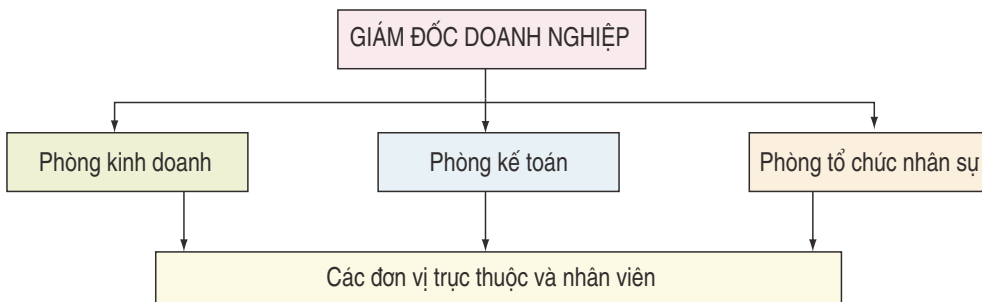 GIÁM ĐỐC DOANH NGHIỆP
Phòng kinh doanh
Phòng kế toán
Phòng tổ chức nhân sự
Các đơn vị trực thuộc và nhân viên